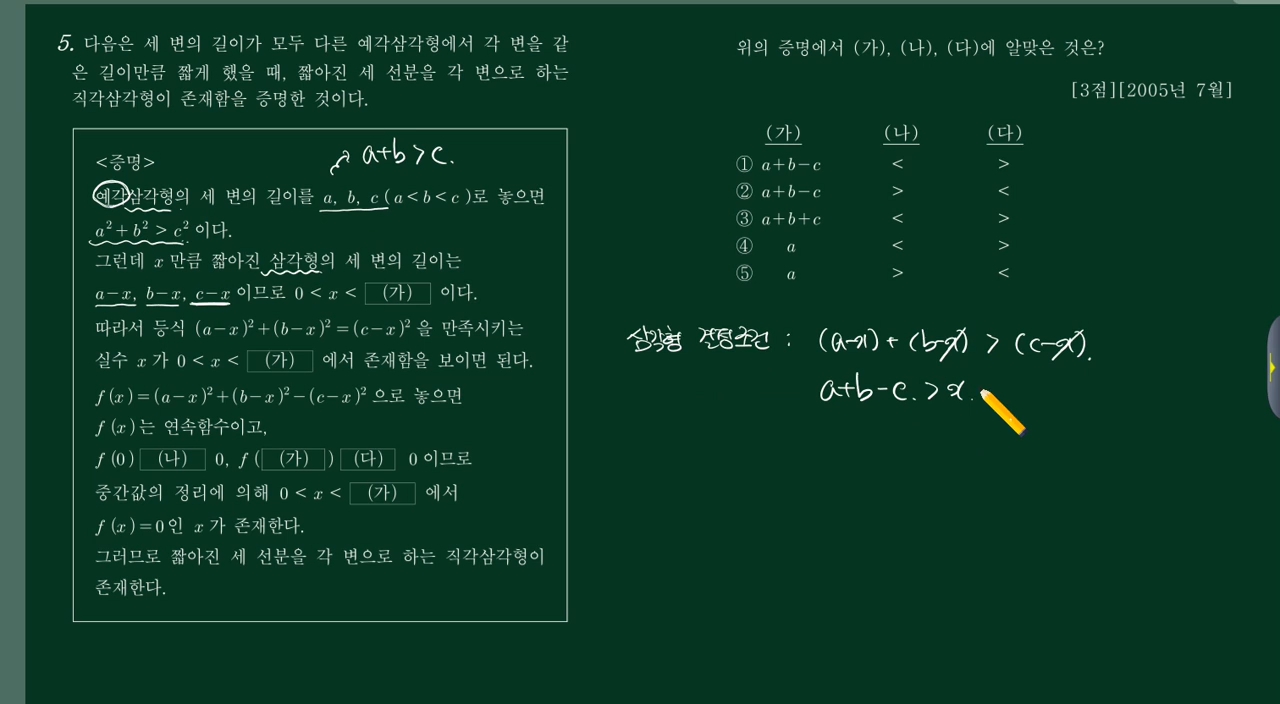 5. 다음은 세 변의 길이가 모두 다른 예각삼각형에서 각 변을 같
은 길이만큼 짧게 했을 때, 짧아진 세 선분을 각 변으로 하는
직각삼각형이 존재함을 증명한 것이다.
a+b>c.
<증명>
예각삼각형의 세 변의 길이를 a, b, c (a<b<c)로 놓으면
a²+b²>c² 이다.
그런데 x만큼 짧아진 삼각형의 세 변의 길이는
a-x, b-x, c-x 이므로 0<x< (가) 이다.
따라서 등식 (a-x)²+(b-x)²=(c-x)² 을 만족시키는
실수 x가 0<x< (가) 에서 존재함을 보이면 된다.
f(x)=(a-x)²+(b-x)²-(c-x)² 으로 놓으면
f(x)는 연속함수이고,
f(0) (나) 0, f( (가) ) (다) 0 이므로
중간값의 정리에 의해 0<x< (가) 에서
f(x)=0인 x가 존재한다.
그러므로 짧아진 세 선분을 각 변으로 하는 직각삼각형이
존재한다.
위의 증명에서 (가), (나), (다)에 알맞은 것은?
[3점][2005년 7월]
(가) (나) (다)
① a+b-c < >
② a+b-c > <
③ a+b+c < >
④ a < >
⑤ a > <
삼각형 결정조건 : (a-x)+(b-x) > (c-x).
a+b-c. > x.